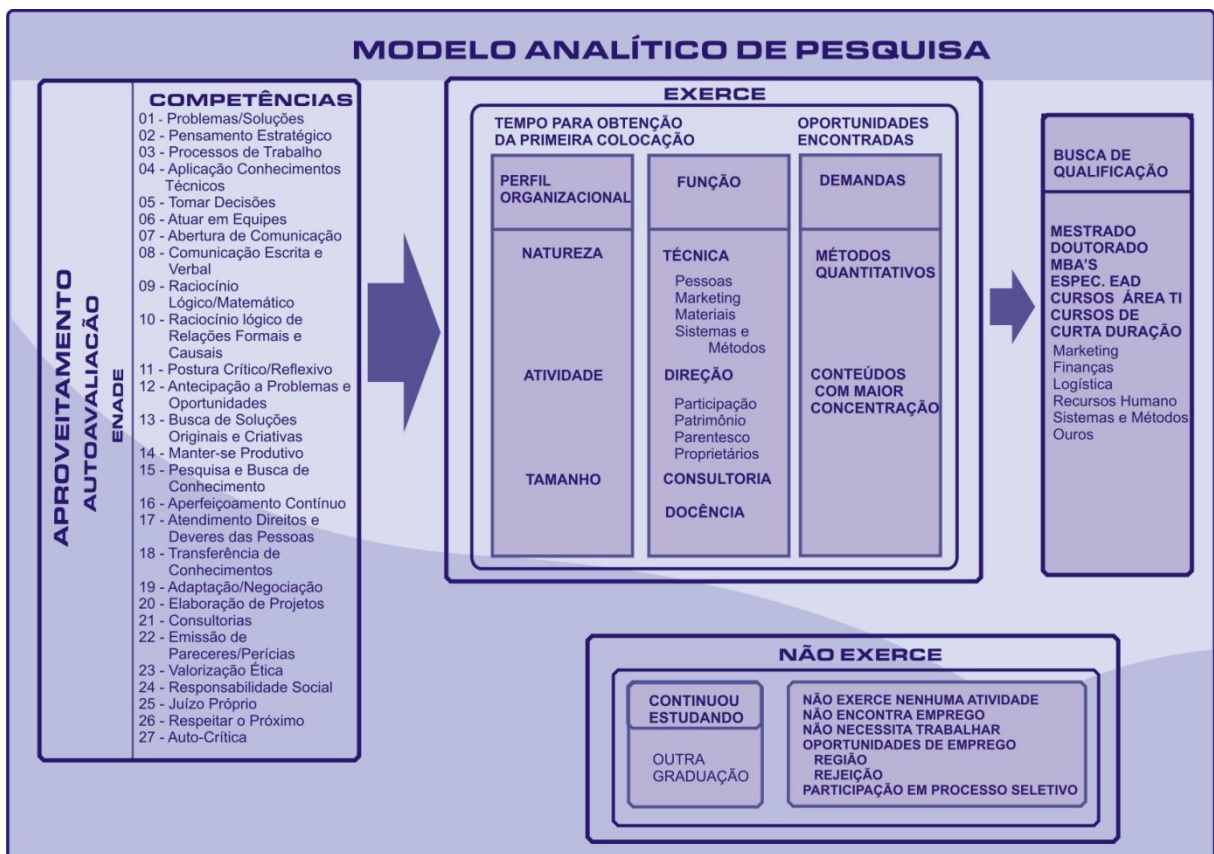 MODELO ANALÍTICO DE PESQUISA
APROVEITAMENTO
AUTOAVALIAÇÃO
ENADE
COMPETÊNCIAS
01 - Problemas/Soluções
02 - Pensamento Estratégico
03 - Processos de Trabalho
04 - Aplicação Conhecimentos
Técnicos
05 - Tomar Decisões
06 - Atuar em Equipes
07 - Abertura de Comunicação
08 - Comunicação Escrita e
Verbal
09 - Raciocínio
Lógico/Matemático
10 - Raciocínio lógico de
Relações Formais e
Causais
11 - Postura Crítico/Reflexivo
12 - Antecipação a Problemas e
Oportunidades
13 - Busca de Soluções
Originais e Criativas
14 - Manter-se Produtivo
15 - Pesquisa e Busca de
Conhecimento
16 - Aperfeiçoamento Contínuo
17 - Atendimento Direitos e
Deveres das Pessoas
18 - Transferência de
Conhecimentos
19 - Adaptação/Negociação
20 - Elaboração de Projetos
21 - Consultorias
22 - Emissão de
Pareceres/Perícias
23 - Valorização Ética
24 - Responsabilidade Social
25 - Juízo Próprio
26 - Respeitar o Próximo
27 - Auto-Crítica
EXERCE
TEMPO PARA OBTENÇÃO
DA PRIMEIRA COLOCAÇÃO
OPORTUNIDADES
ENCONTRADAS
PERFIL
ORGANIZACIONAL
NATUREZA
ATIVIDADE
TAMANHO
FUNÇÃO
TÉCNICA
Pessoas
Marketing
Materiais
Sistemas e
Métodos
DIREÇÃO
Participação
Patrimônio
Parentesco
Proprietários
CONSULTORIA
DOCÊNCIA
DEMANDAS
MÉTODOS
QUANTITATIVOS
CONTEÚDOS
COM MAIOR
CONCENTRAÇÃO
BUSCA DE
QUALIFICAÇÃO
MESTRADO
DOUTORADO
MBA'S
ESPEC. EAD
CURSOS ÁREA TI
CURSOS DE
CURTA DURAÇÃO
Marketing
Finanças
Logística
Recursos Humano
Sistemas e Métodos
Ouros
NÃO EXERCE
CONTINUOU
ESTUDANDO
OUTRA
GRADUAÇÃO
NÃO EXERCE NENHUMA ATIVIDADE
NÃO ENCONTRA EMPREGO
NÃO NECESSITA TRABALHAR
OPORTUNIDADES DE EMPREGO
REGIÃO
REJEIÇÃO
PARTICIPAÇÃO EM PROCESSO SELETIVO